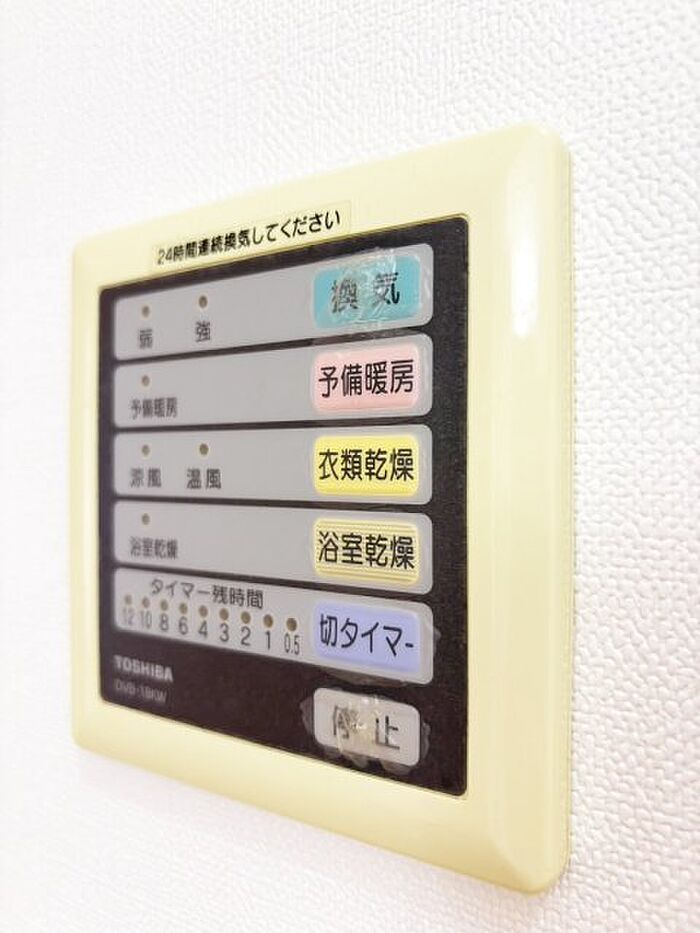 24時間連続換気してください
弱 強 換気
予備暖房 予備暖房
涼風 温風 衣類乾燥
浴室乾燥 浴室乾燥
タイマー残時間
12 10 8 6 4 3 2 1 0.5 切タイマー
TOSHIBA
DVB-18KW
停止